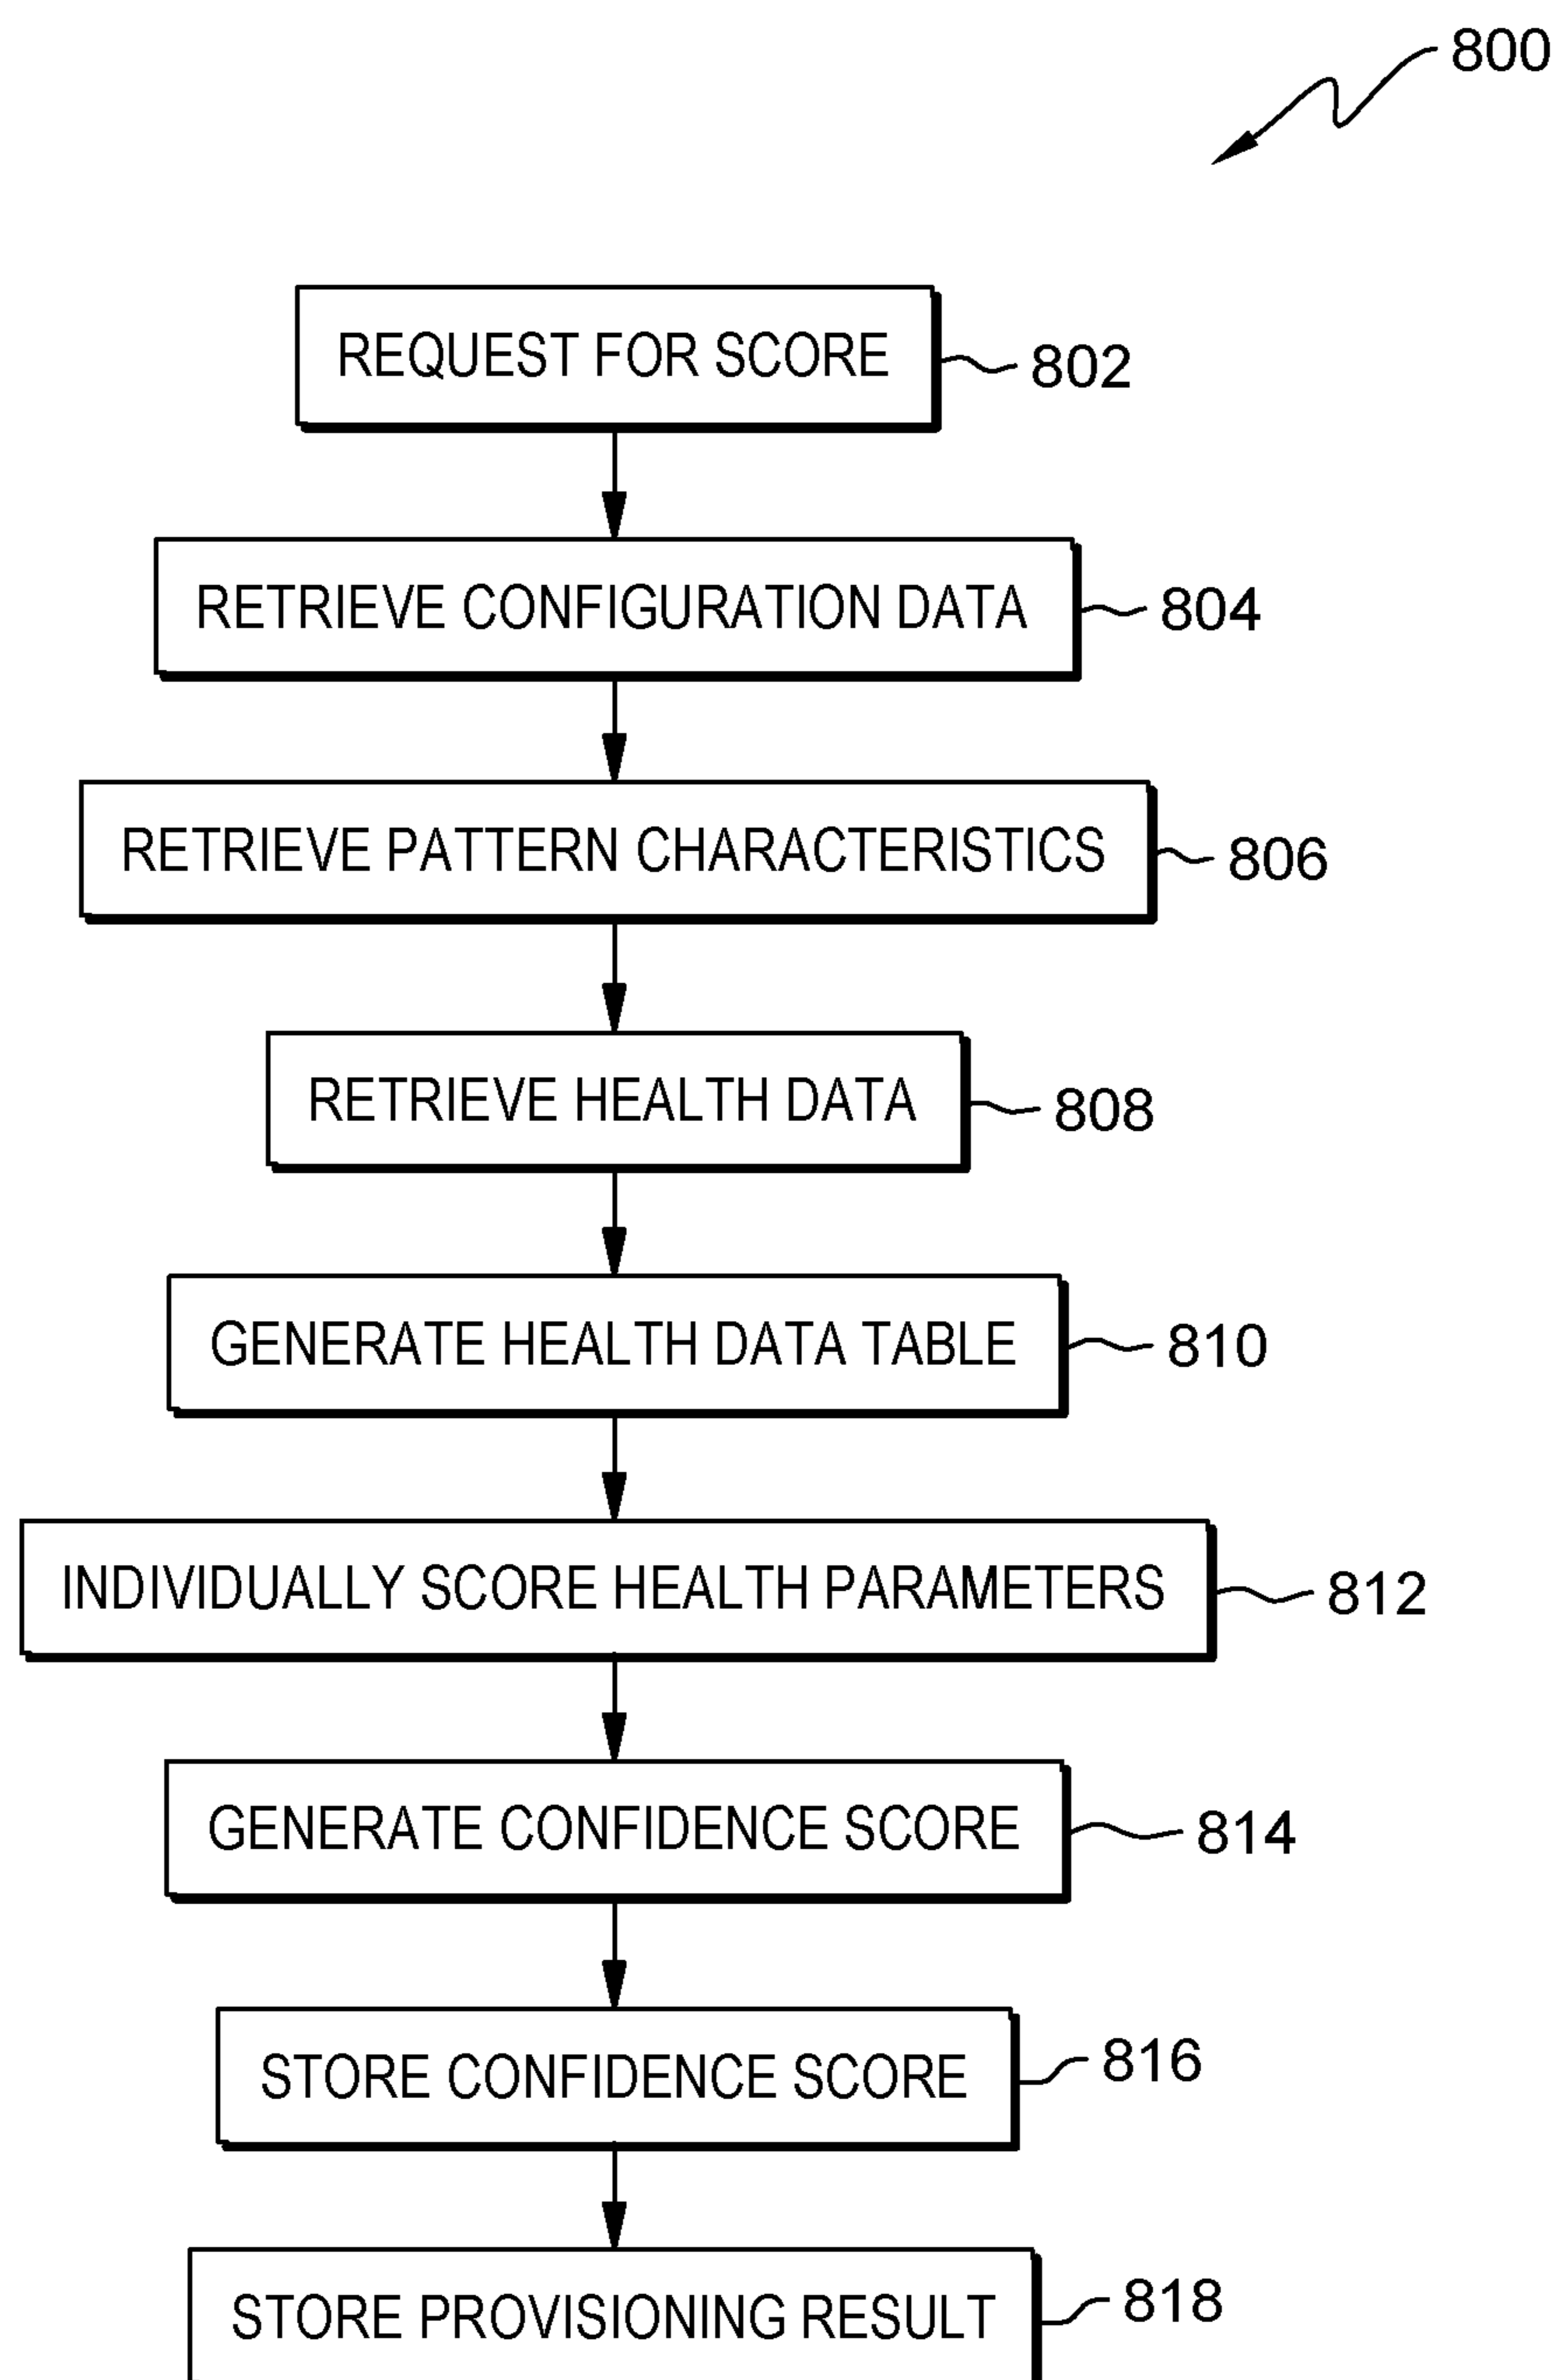 800
REQUEST FOR SCORE
802
RETRIEVE CONFIGURATION DATA
804
RETRIEVE PATTERN CHARACTERISTICS
806
RETRIEVE HEALTH DATA
808
GENERATE HEALTH DATA TABLE
810
INDIVIDUALLY SCORE HEALTH PARAMETERS
812
GENERATE CONFIDENCE SCORE
814
STORE CONFIDENCE SCORE
816
STORE PROVISIONING RESULT
818